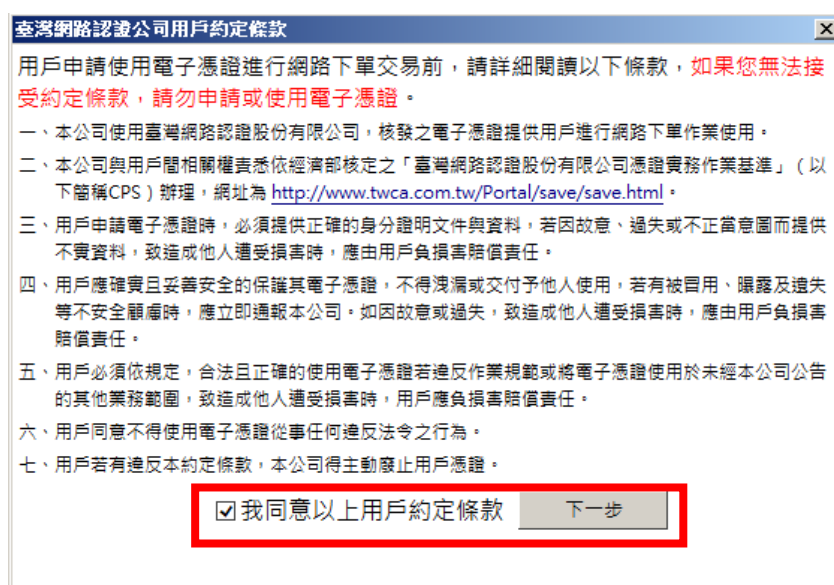 臺灣網路認證公司用戶約定條款
用戶申請使用電子憑證進行網路下單交易前，請詳細閱讀以下條款，如果您無法接
受約定條款，請勿申請或使用電子憑證。
一、本公司使用臺灣網路認證股份有限公司，核發之電子憑證提供用戶進行網路下單作業使用。
二、本公司與用戶間相關權責悉依經濟部核定之「臺灣網路認證股份有限公司憑證實務作業基準」（以
下簡稱CPS）辦理，網址為 http://www.twca.com.tw/Portal/save/save.html。
三、用戶申請電子憑證時，必須提供正確的身分證明文件與資料，若因故意、過失或不正當意圖而提供
不實資料，致造成他人遭受損害時，應由用戶負損害賠償責任。
四、用戶應確實且妥善安全的保護其電子憑證，不得洩漏或交付予他人使用，若有被冒用、曝露及遺失
等不安全顧慮時，應立即通報本公司。如因故意或過失，致造成他人遭受損害時，應由用戶負損害
賠償責任。
五、用戶必須依規定，合法且正確的使用電子憑證若違反作業規範或將電子憑證使用於未經本公司公告
的其他業務範圍，致造成他人遭受損害時，用戶應負損害賠償責任。
六、用戶同意不得使用電子憑證從事任何違反法令之行為。
七、用戶若有違反本約定條款，本公司得主動廢止用戶憑證。
我同意以上用戶約定條款 下一步